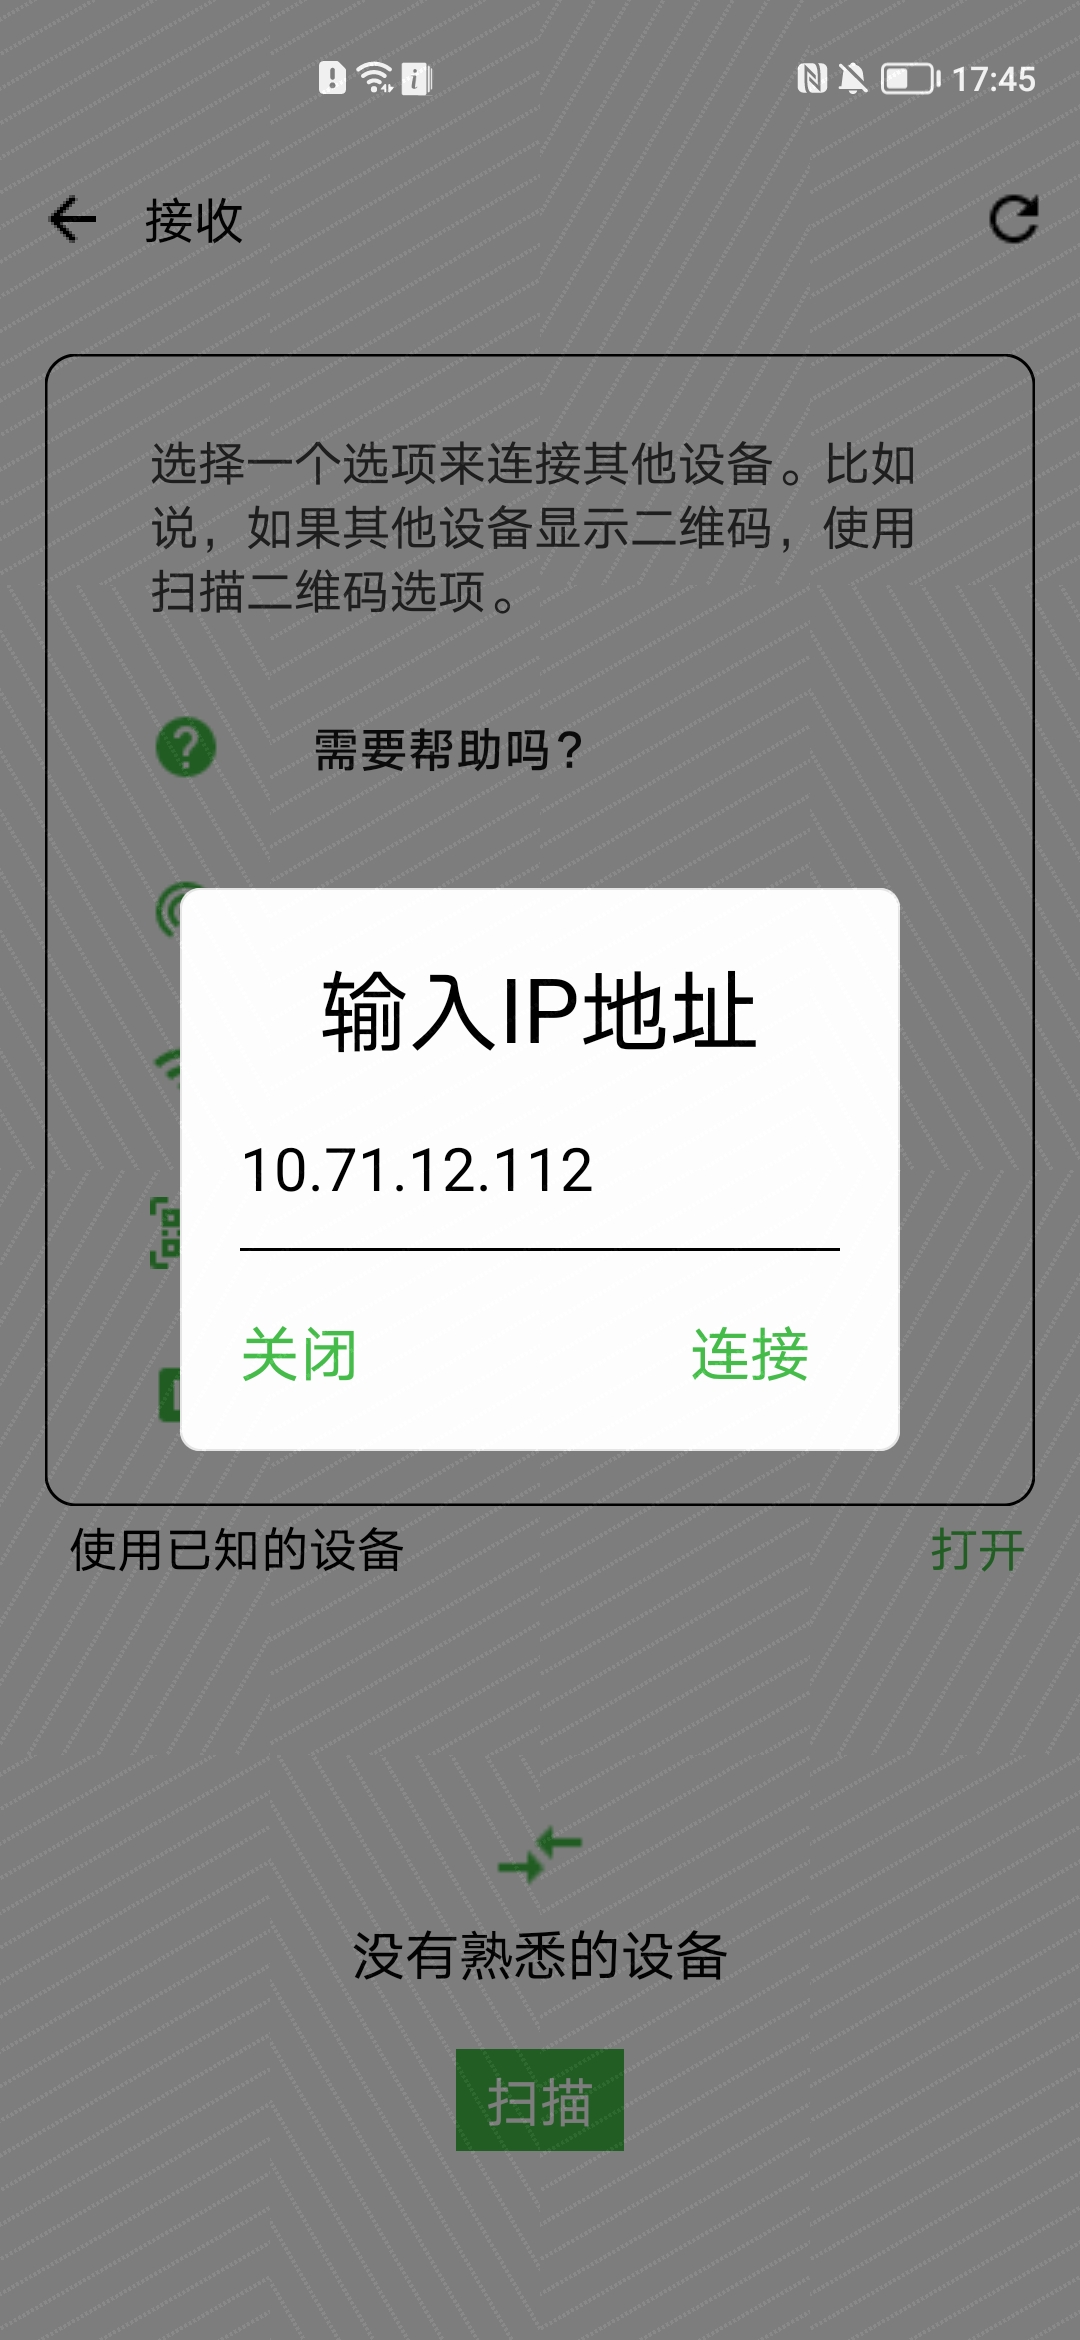 17:45
接收
选择一个选项来连接其他设备。比如
说，如果其他设备显示二维码，使用
扫描二维码选项。
需要帮助吗？
输入IP地址
10.71.12.112
关闭 连接
使用已知的设备 打开
没有熟悉的设备
扫描